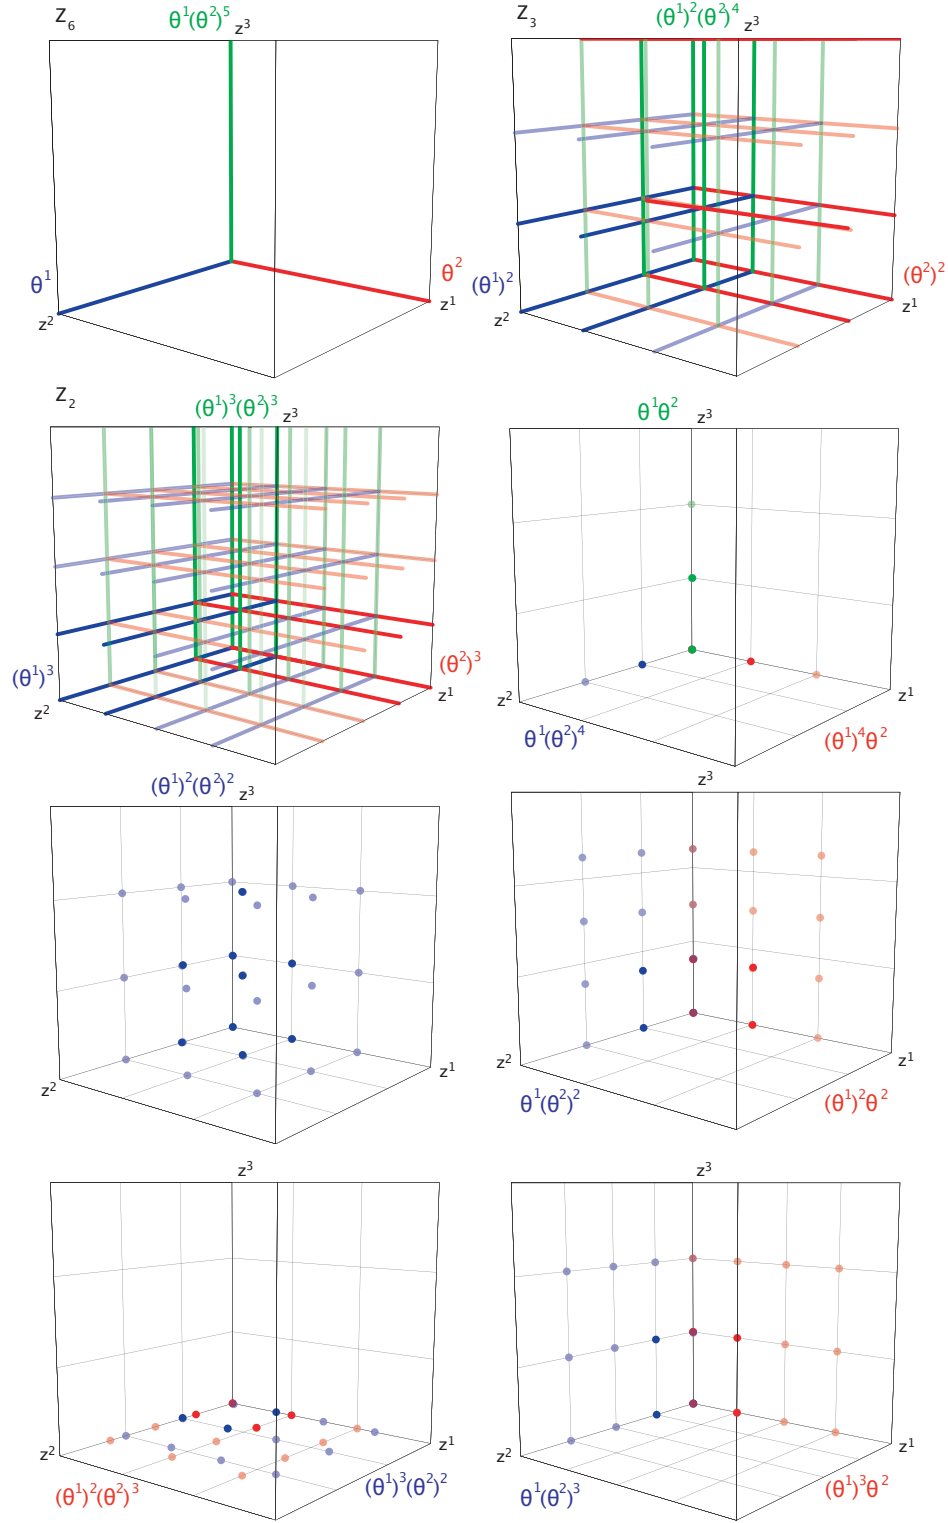 Z₆
θ¹(θ²)⁵
z³
θ¹
z²
θ²
z¹
Z₃
(θ¹)²(θ²)⁴
z³
(θ¹)²
z²
(θ²)²
z¹
Z₂
(θ¹)³(θ²)³
z³
(θ¹)³
z²
(θ²)³
z¹
θ¹θ²
z³
z²
z¹
θ¹(θ²)⁴
(θ¹)⁴θ²
(θ¹)²(θ²)²
z³
z²
z¹
z³
z²
z¹
θ¹(θ²)²
(θ¹)²θ²
z³
z²
z¹
(θ¹)²(θ²)³
(θ¹)³(θ²)²
z³
z²
z¹
θ¹(θ²)³
(θ¹)³θ²